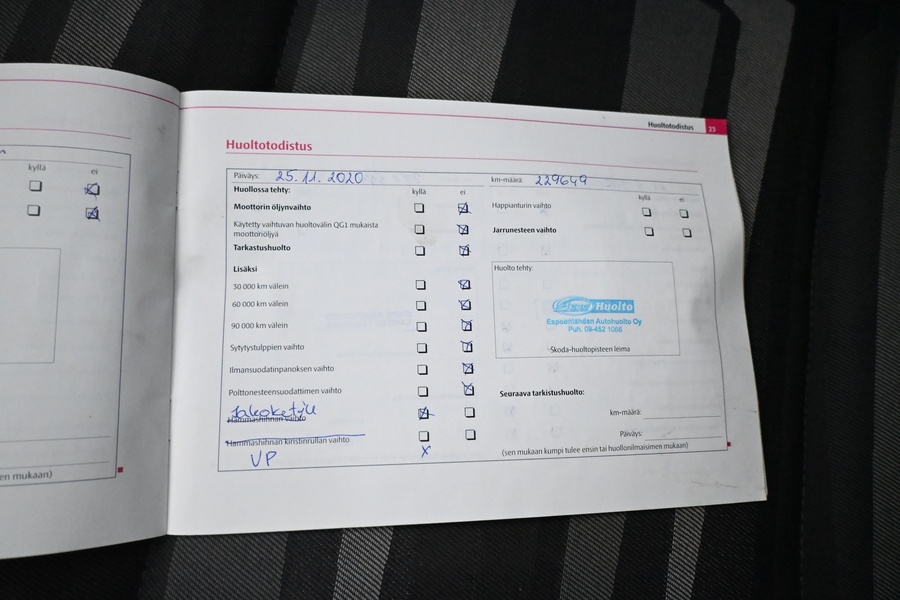 kyllä ei
en mukaan)
Huoltotodistus 23
Huoltotodistus
Päiväys: 25.11.2020
km-määrä: 229649
Huollossa tehty: kyllä ei
Moottorin öljynvaihto
Käytetty vaihtuvan huoltovälin QG1 mukaista
moottoriöljyä
Tarkastushuolto
Lisäksi
30 000 km välein
60 000 km välein
90 000 km välein
Sytytystulppien vaihto
Ilmansuodatinpanoksen vaihto
Polttonesteensuodattimen vaihto
Jakoketju
Hammashihnan vaihto
Hammashihnan kiristinrullan vaihto
VP x
kyllä ei
Happianturin vaihto
Jarrunesteen vaihto
Huolto tehty:
Huolto
Espoonlahden Autohuolto Oy
Puh. 09-452 1066
Skoda-huoltopisteen leima
Seuraava tarkistushuolto:
km-määrä:
Päiväys:
(sen mukaan kumpi tulee ensin tai huollonilmaisimen mukaan)